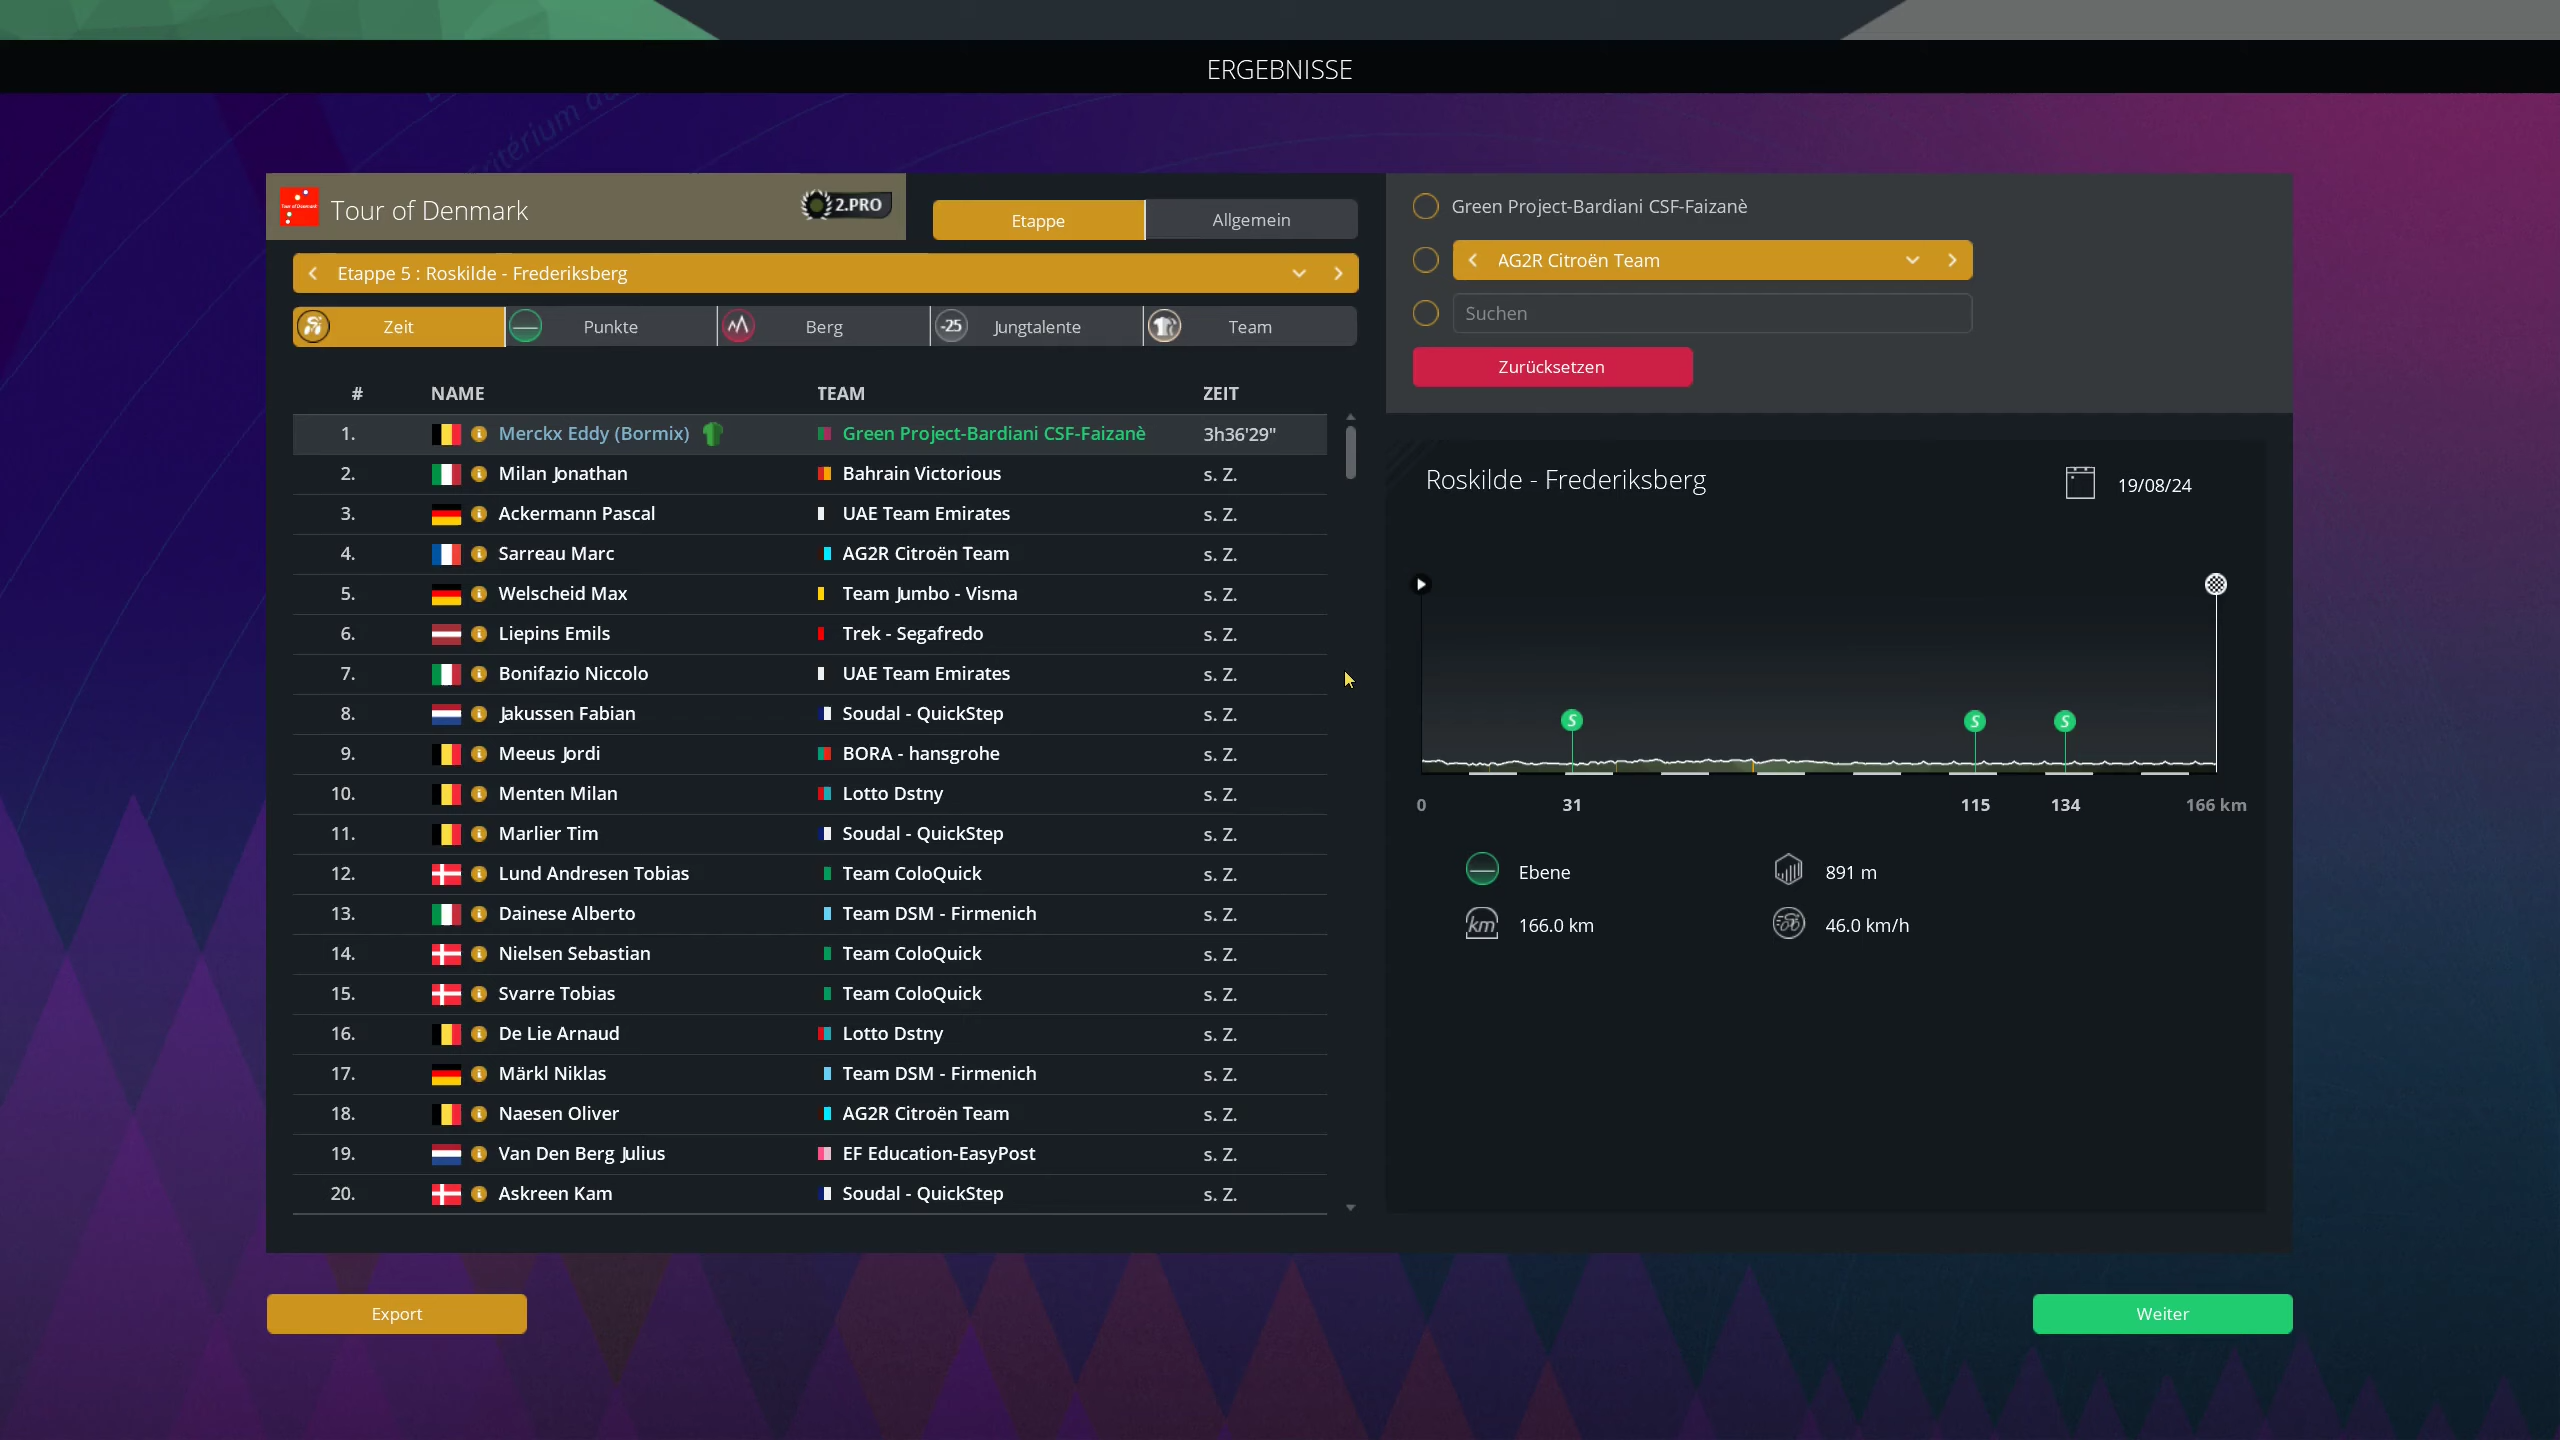 ERGEBNISSE
Tour of Denmark
2.PRO
Etappe
Allgemein
Etappe 5 : Roskilde - Frederiksberg
Zeit
Punkte
Berg
-25
Jungtalente
Team
# NAME TEAM ZEIT
1. Merckx Eddy (Bormix) Green Project-Bardiani CSF-Faizanè 3h36'29"
2. Milan Jonathan Bahrain Victorious s. Z.
3. Ackermann Pascal UAE Team Emirates s. Z.
4. Sarreau Marc AG2R Citroën Team s. Z.
5. Welscheid Max Team Jumbo - Visma s. Z.
6. Liepins Emils Trek - Segafredo s. Z.
7. Bonifazio Niccolo UAE Team Emirates s. Z.
8. Jakussen Fabian Soudal - QuickStep s. Z.
9. Meeus Jordi BORA - hansgrohe s. Z.
10. Menten Milan Lotto Dstny s. Z.
11. Marlier Tim Soudal - QuickStep s. Z.
12. Lund Andresen Tobias Team ColoQuick s. Z.
13. Dainese Alberto Team DSM - Firmenich s. Z.
14. Nielsen Sebastian Team ColoQuick s. Z.
15. Svarre Tobias Team ColoQuick s. Z.
16. De Lie Arnaud Lotto Dstny s. Z.
17. Märkl Niklas Team DSM - Firmenich s. Z.
18. Naesen Oliver AG2R Citroën Team s. Z.
19. Van Den Berg Julius EF Education-EasyPost s. Z.
20. Askreen Kam Soudal - QuickStep s. Z.
Green Project-Bardiani CSF-Faizanè
AG2R Citroën Team
Suchen
Zurücksetzen
Roskilde - Frederiksberg
19/08/24
S S S
0 31 115 134 166 km
Ebene
891 m
km 166.0 km
46.0 km/h
Export
Weiter